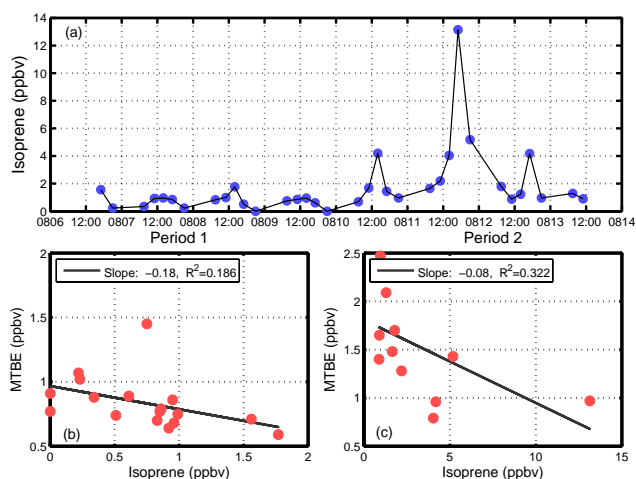 14
12
10
8
6
4
2
0
Isoprene (ppbv)
(a)
0806 12:00 0807 12:00 0808 12:00 0809 12:00 0810 12:00 0811 12:00 0812 12:00 0813 12:00 0814
Period 1 Period 2
2
1.5
1
0.5
MTBE (ppbv)
Slope: −0.18, R²=0.186
(b)
0 0.5 1 1.5 2
Isoprene (ppbv)
2.5
2
1.5
1
0.5
MTBE (ppbv)
Slope: −0.08, R²=0.322
(c)
0 5 10 15
Isoprene (ppbv)